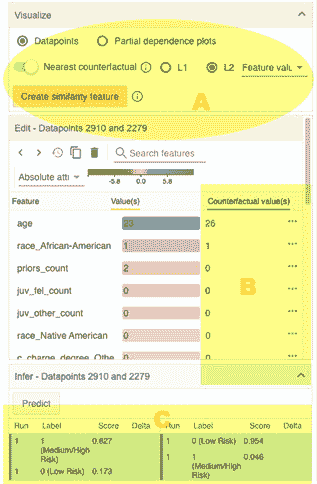 Visualize
Datapoints Partial dependence plots
Nearest counterfactual L1 L2 Feature valu
Create similarity feature
A
Edit - Datapoints 2910 and 2279
Search features
Absolute atti -5.8 0.0 5.8
Feature Value(s) Counterfactual value(s)
age 23 26
race_African-American 1 1
priors_count 2 0
juv_fel_count 0 0
juv_other_count 0 0
B
race_Native American 0 0
c_charge_degree_Othe
Infer - Datapoints 2910 and 2279
Predict
C
Run Label Score Delta Run Label Score Delta
1 1 (Medium/High Risk) 0.827 1 0 (Low Risk) 0.954
1 0 (Low Risk) 0.173 1 1 (Medium/High Risk) 0.046